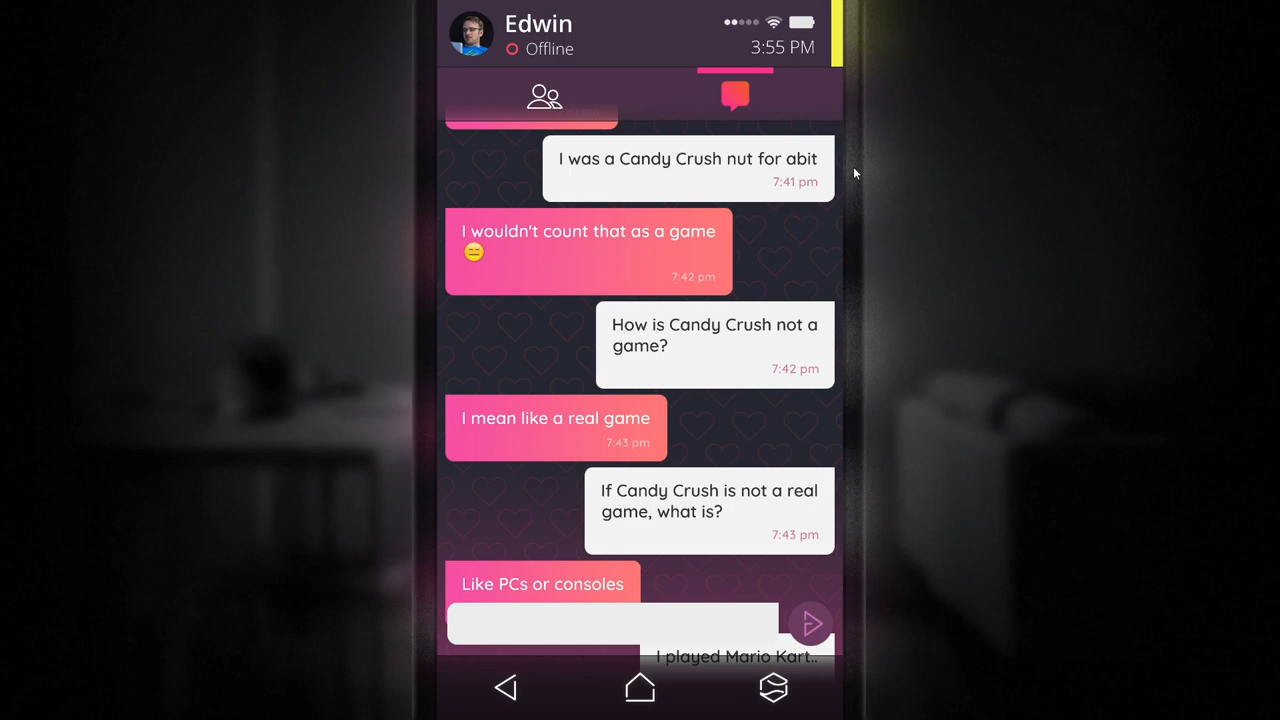 Edwin
Offline
3:55 PM
I was a Candy Crush nut for abit
7:41 pm
I wouldn't count that as a game
😑
7:42 pm
How is Candy Crush not a
game?
7:42 pm
I mean like a real game
7:43 pm
If Candy Crush is not a real
game, what is?
7:43 pm
Like PCs or consoles
I played Mario Kart..